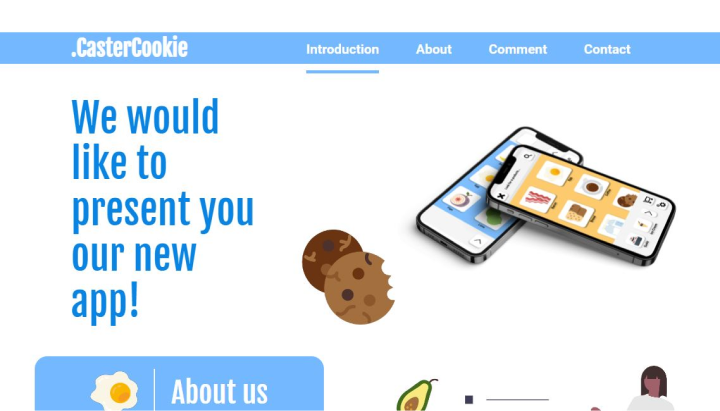 .CasterCookie
Introduction
About
Comment
Contact
We would
like to
present you
our new
app!
About us